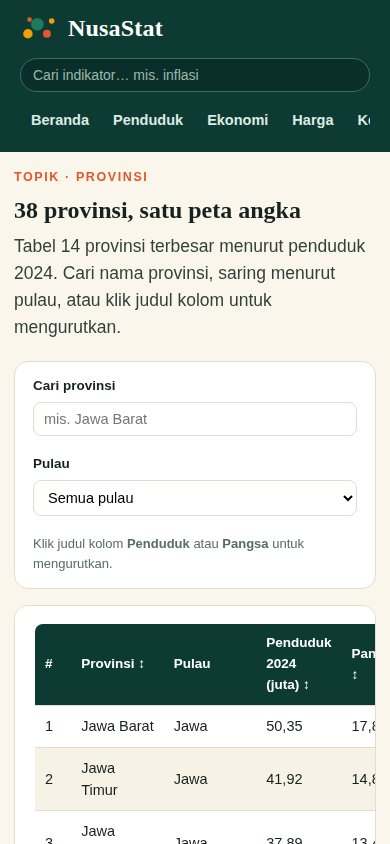 NusaStat
Cari indikator… mis. inflasi
Beranda Penduduk Ekonomi Harga
TOPIK · PROVINSI
38 provinsi, satu peta angka
Tabel 14 provinsi terbesar menurut penduduk
2024. Cari nama provinsi, saring menurut
pulau, atau klik judul kolom untuk
mengurutkan.
Cari provinsi
mis. Jawa Barat
Pulau
Semua pulau
Klik judul kolom Penduduk atau Pangsa untuk
mengurutkan.
# Provinsi ↕ Pulau Penduduk 2024 (juta) ↕ ↕
1 Jawa Barat Jawa 50,35
2 Jawa Timur Jawa 41,92
3 Jawa Jawa 37,89